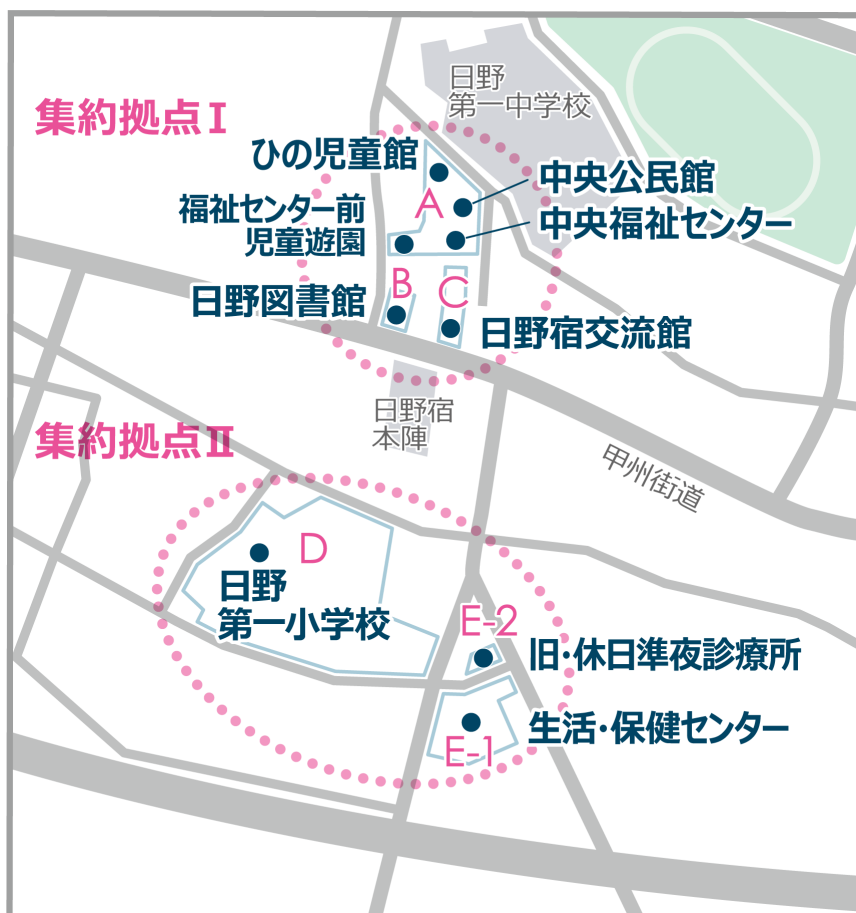 日野
第一中学校
集約拠点Ⅰ
ひの児童館
中央公民館
A
福祉センター前
児童遊園
中央福祉センター
B
C
日野図書館
日野宿交流館
日野宿
本陣
集約拠点Ⅱ
甲州街道
D
日野
第一小学校
E-2
旧・休日準夜診療所
生活・保健センター
E-1